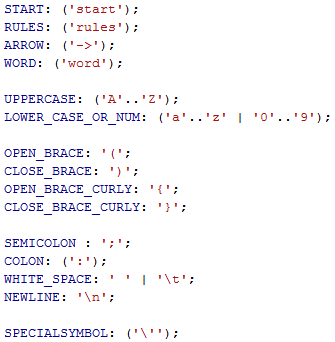 START: ('start');
RULES: ('rules');
ARROW: ('->');
WORD: ('word');
UPPERCASE: ('A'..'Z');
LOWER_CASE_OR_NUM: ('a'..'z' | '0'..'9');
OPEN_BRACE: '(';
CLOSE_BRACE: ')';
OPEN_BRACE_CURLY: '{';
CLOSE_BRACE_CURLY: '}';
SEMICOLON : ';';
COLON: (':');
WHITE_SPACE: ' ' | '\t';
NEWLINE: '\n';
SPECIALSYMBOL: ('\'');